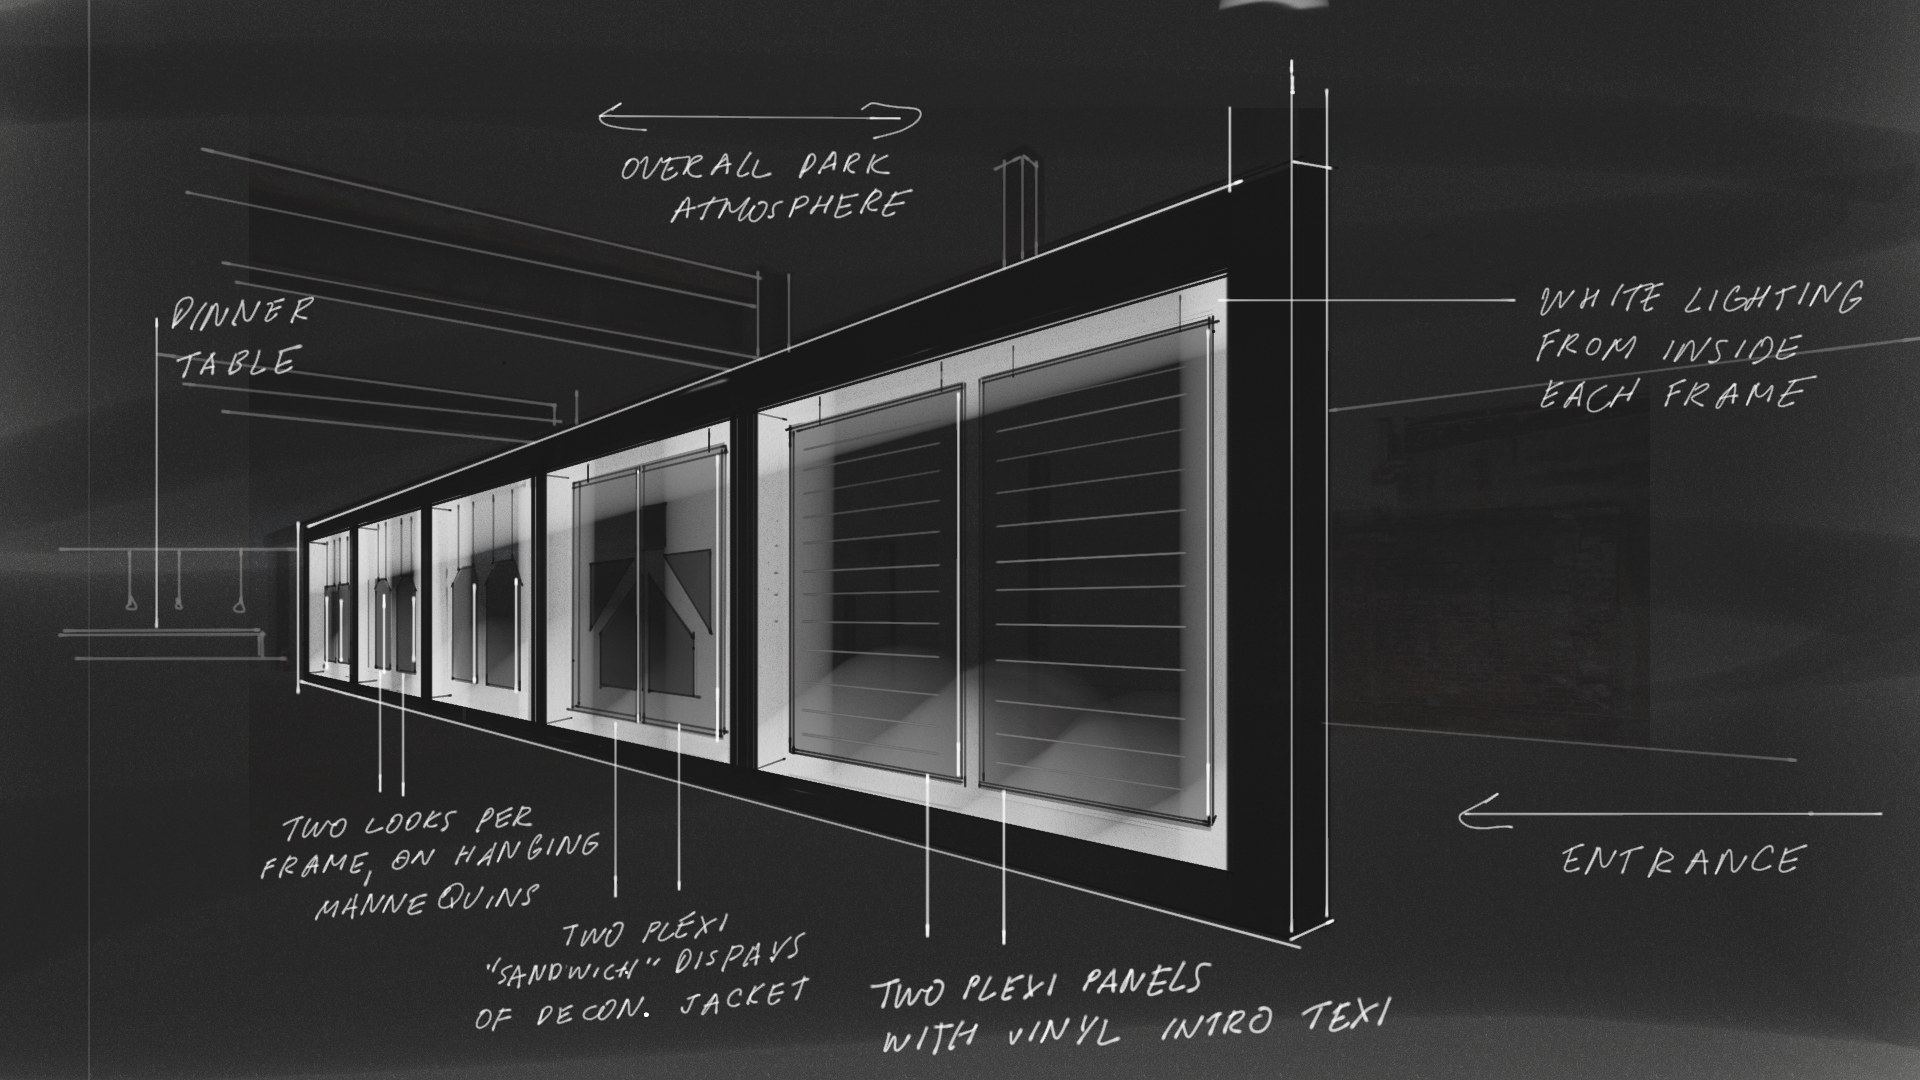 OVERALL DARK
ATMOSPHERE
DINNER
TABLE
WHITE LIGHTING
FROM INSIDE
EACH FRAME
ENTRANCE
TWO LOOKS PER
FRAME, ON HANGING
MANNEQUINS
TWO PLEXI
"SANDWICH" DISPAYS
OF DECON. JACKET
TWO PLEXI PANELS
WITH VINYL INTRO TEXT